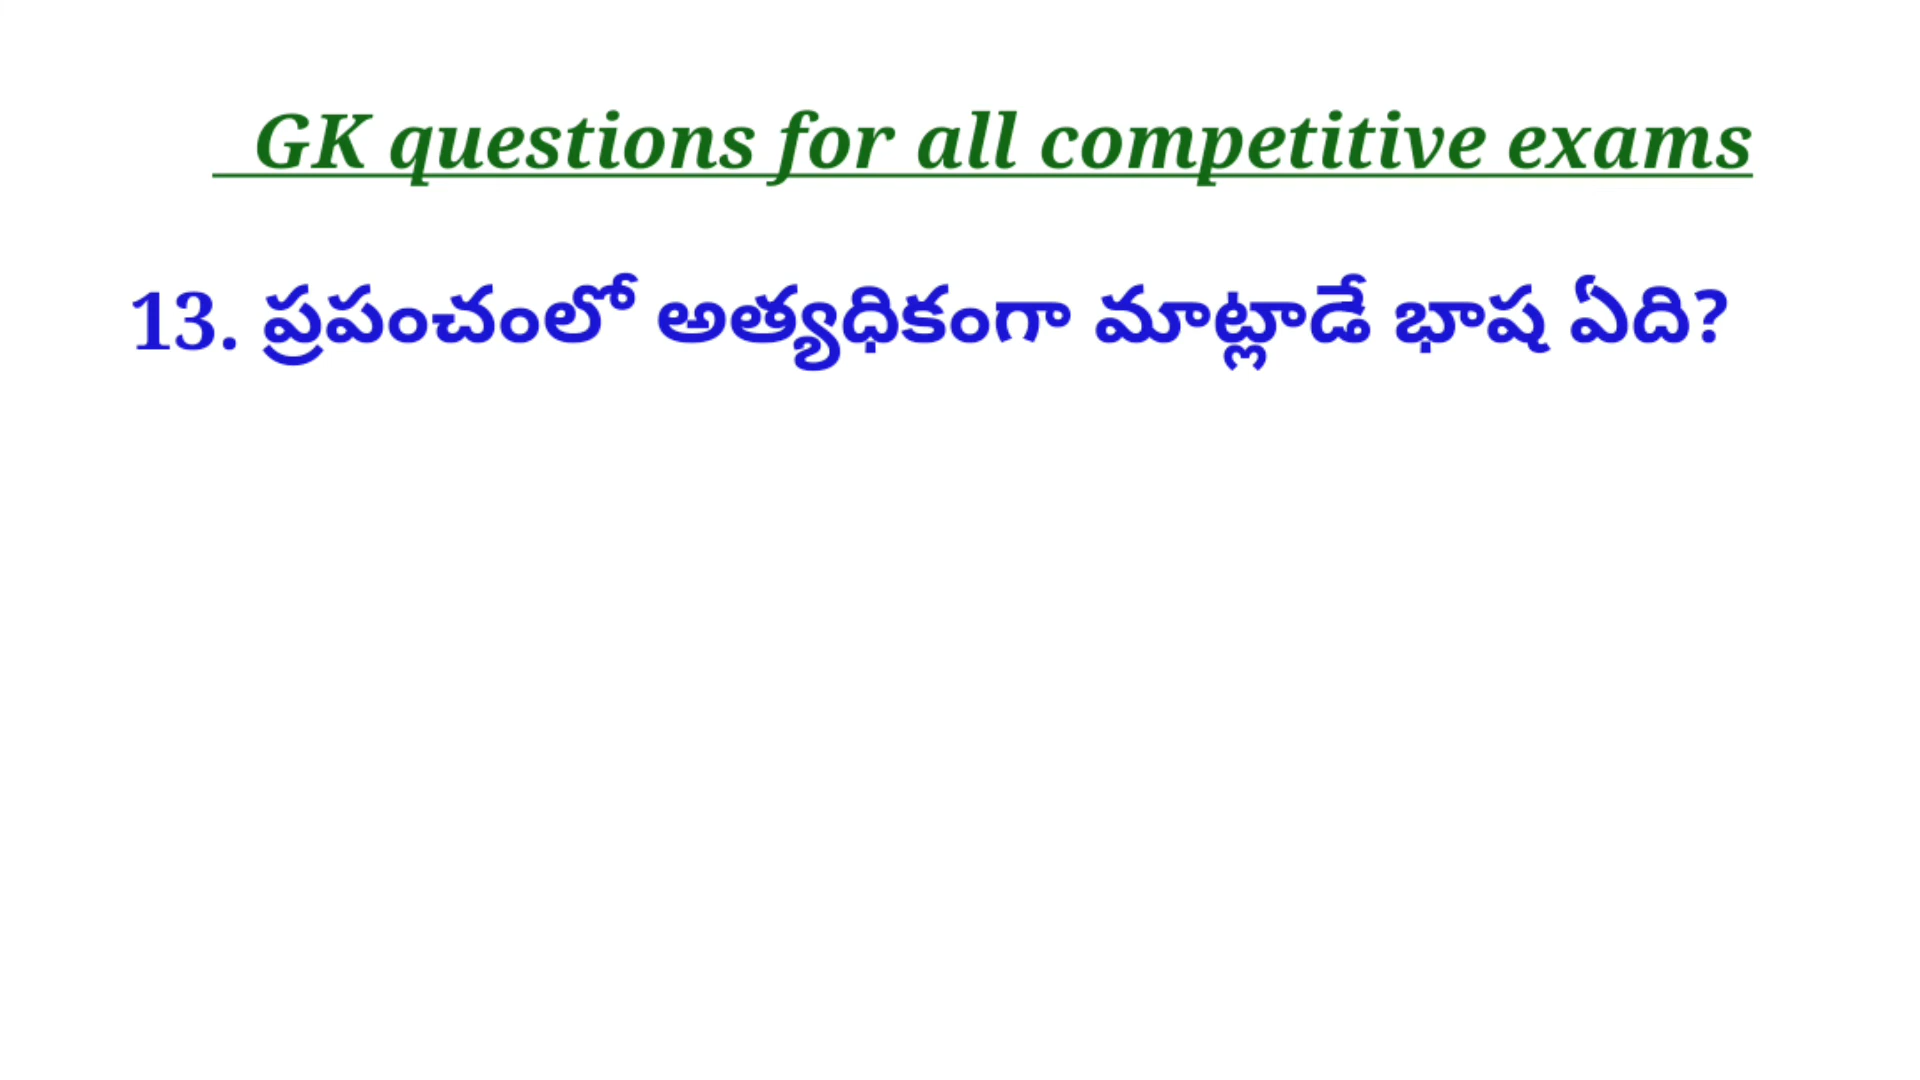 GK questions for all competitive exams
13. ప్రపంచంలో అత్యధికంగా మాట్లాడే భాష ఏది?